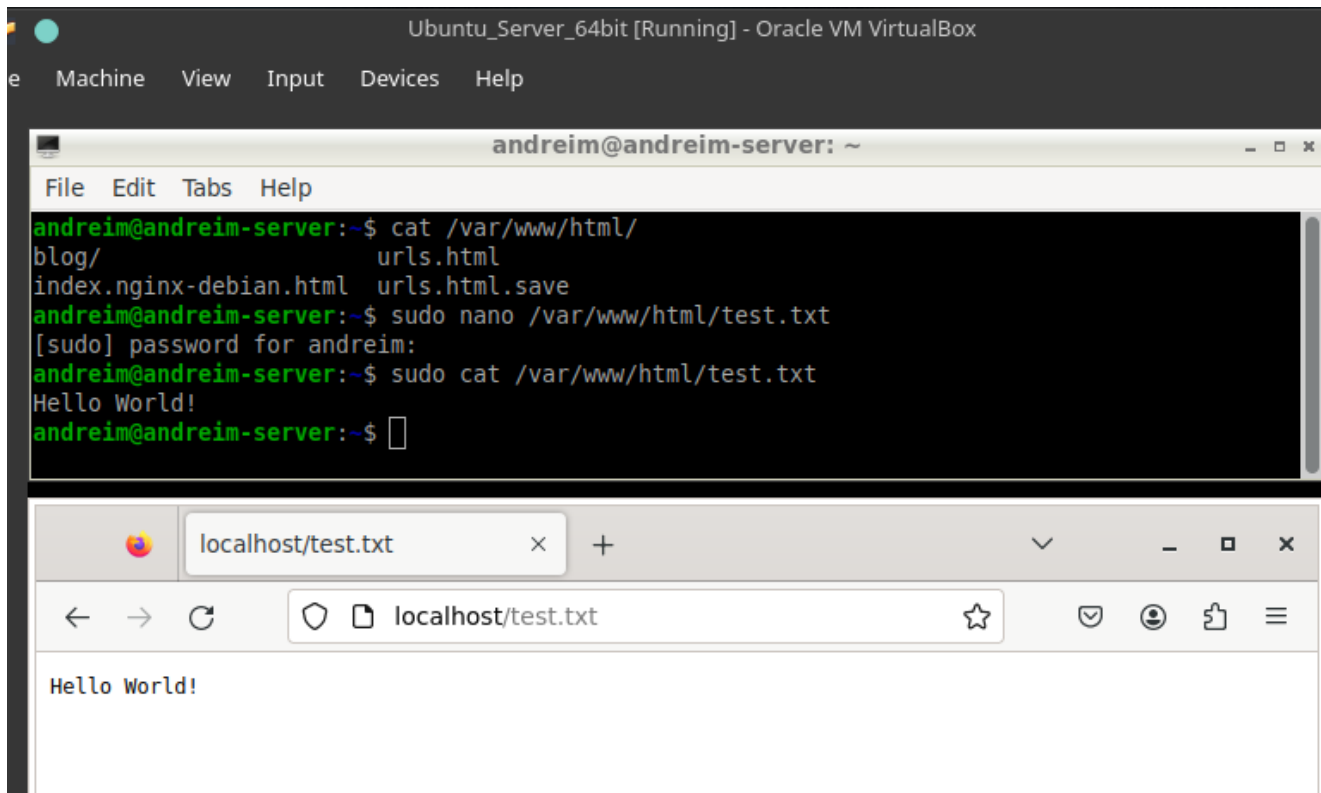 Ubuntu_Server_64bit [Running] - Oracle VM VirtualBox
e Machine View Input Devices Help
andreim@andreim-server: ~
File Edit Tabs Help
andreim@andreim-server:~$ cat /var/www/html/
blog/ urls.html
index.nginx-debian.html urls.html.save
andreim@andreim-server:~$ sudo nano /var/www/html/test.txt
[sudo] password for andreim:
andreim@andreim-server:~$ sudo cat /var/www/html/test.txt
Hello World!
andreim@andreim-server:~$
localhost/test.txt
localhost/test.txt
Hello World!